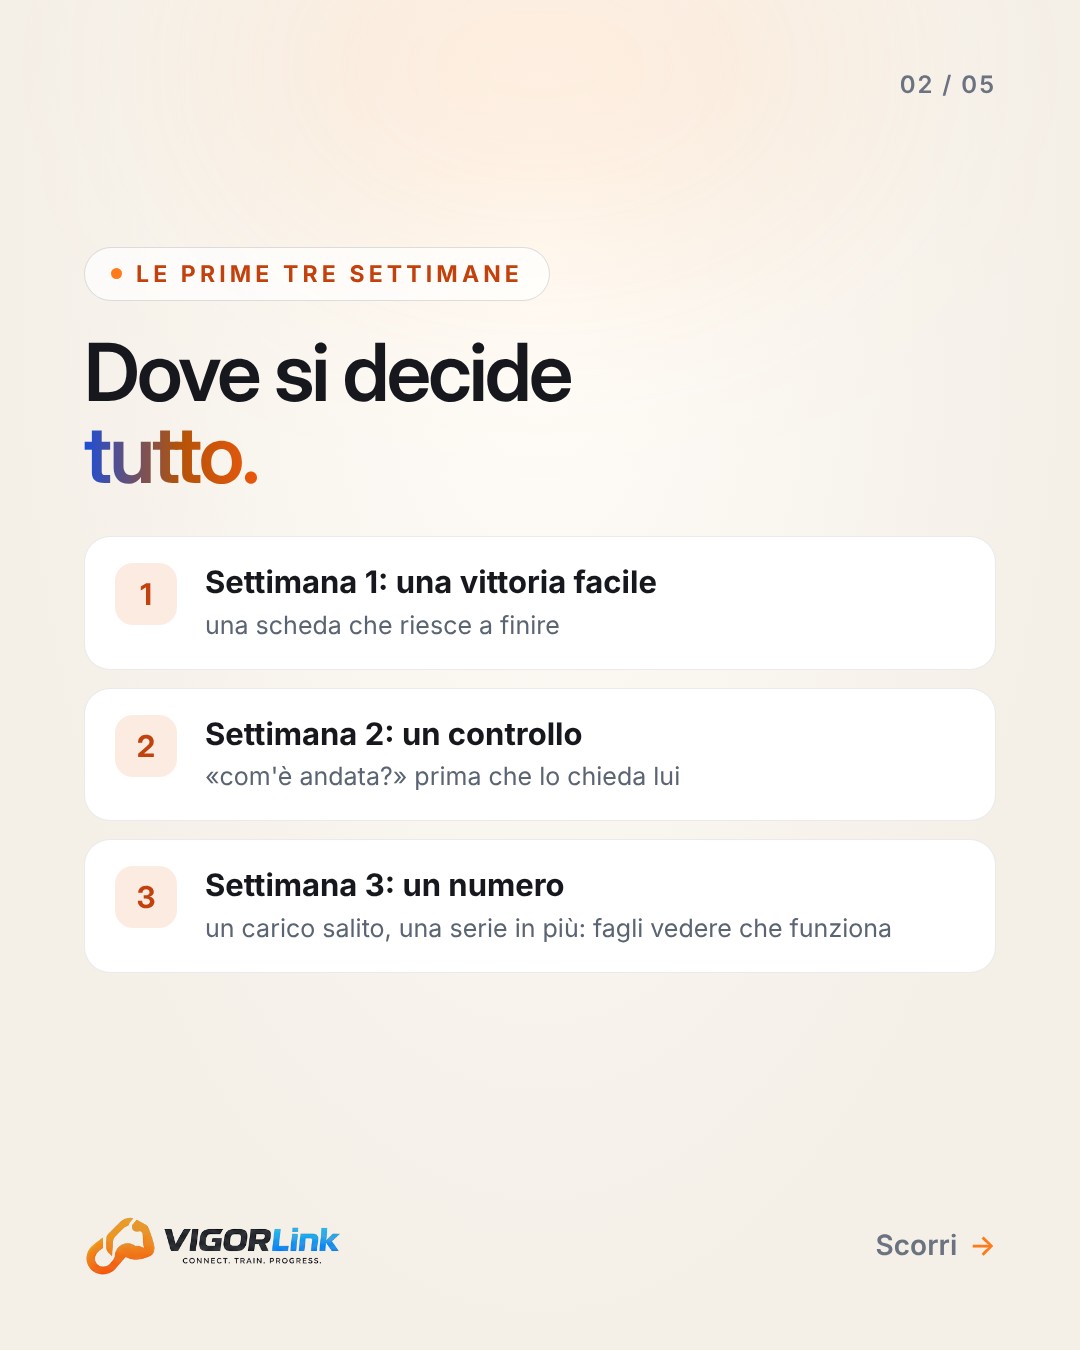 02 / 05
LE PRIME TRE SETTIMANE
Dove si decide
tutto.
1
Settimana 1: una vittoria facile
una scheda che riesce a finire
2
Settimana 2: un controllo
«com'è andata?» prima che lo chieda lui
3
Settimana 3: un numero
un carico salito, una serie in più: fagli vedere che funziona
VIGORLink
CONNECT. TRAIN. PROGRESS.
Scorri →